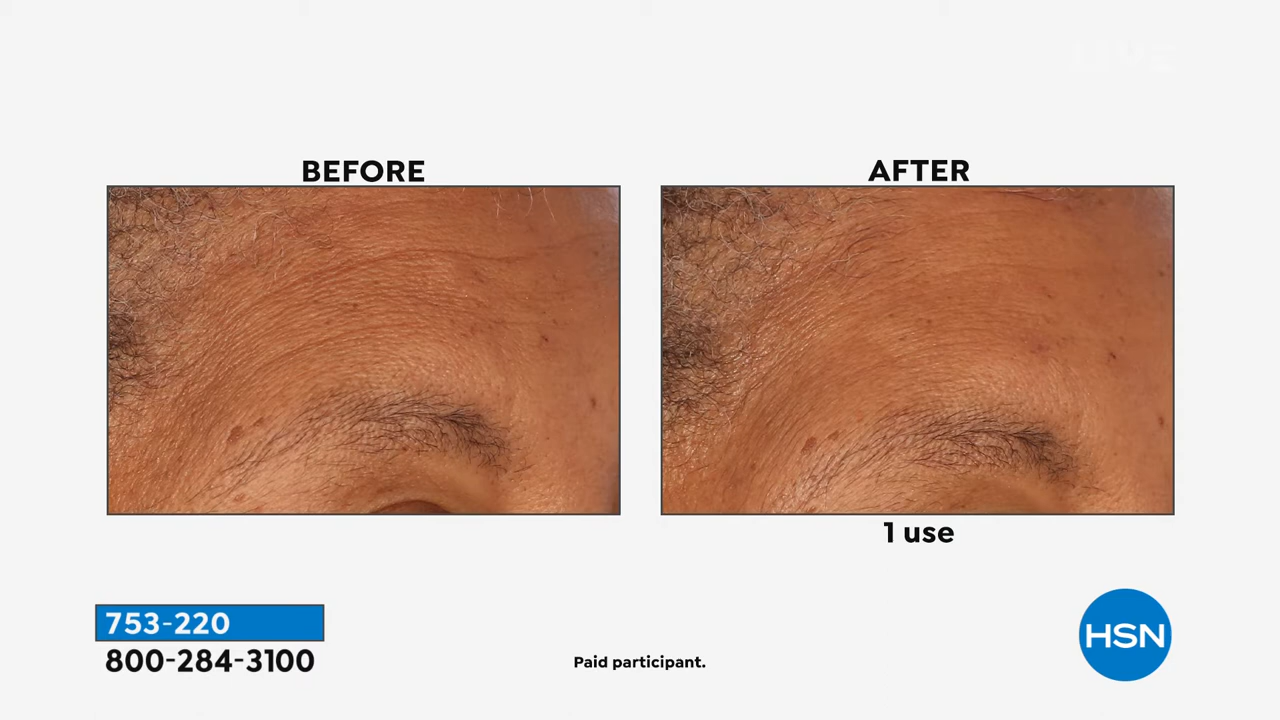 BEFORE
AFTER
1 use
753-220
800-284-3100
Paid participant.
HSN